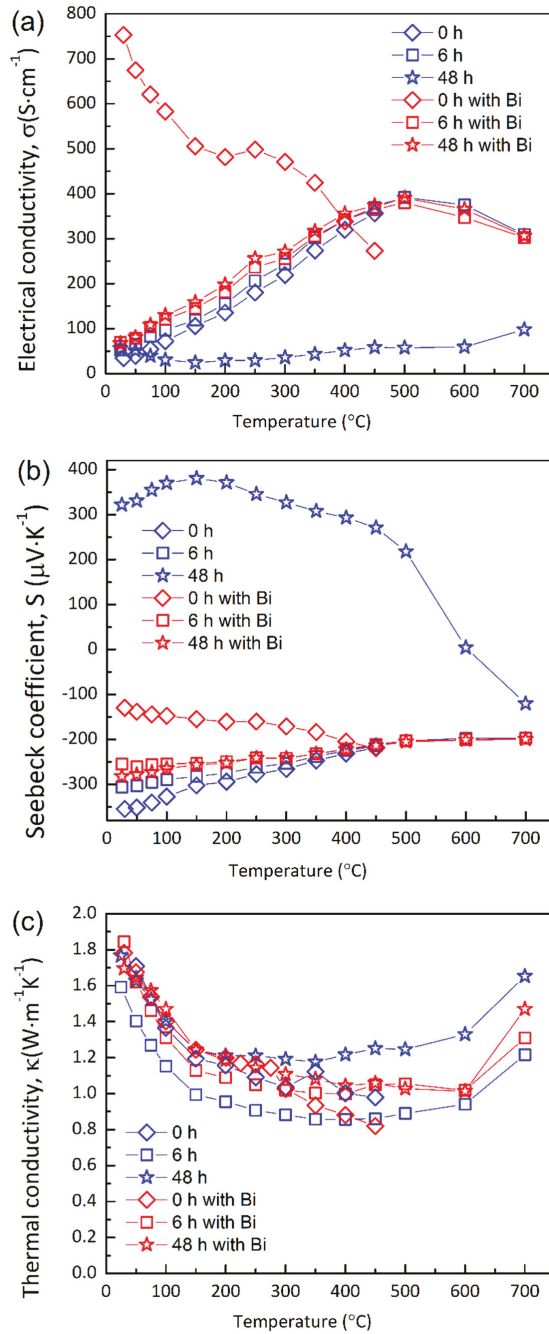 (a)
800
700
600
500
400
300
200
100
0
Electrical conductivity, σ(S·cm⁻¹)
0 h
6 h
48 h
0 h with Bi
6 h with Bi
48 h with Bi
0 100 200 300 400 500 600 700
Temperature (°C)
(b)
400
300
200
100
0
-100
-200
-300
Seebeck coefficient, S (µV·K⁻¹)
0 h
6 h
48 h
0 h with Bi
6 h with Bi
48 h with Bi
0 100 200 300 400 500 600 700
Temperature (°C)
(c)
2.0
1.8
1.6
1.4
1.2
1.0
0.8
0.6
0.4
0.2
0.0
Thermal conductivity, κ(W·m⁻¹K⁻¹)
0 h
6 h
48 h
0 h with Bi
6 h with Bi
48 h with Bi
0 100 200 300 400 500 600 700
Temperature (°C)